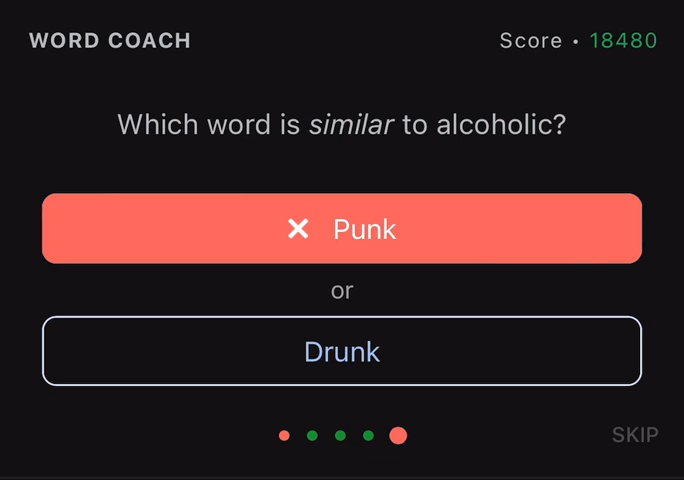 WORD COACH
Score • 18480
Which word is similar to alcoholic?
✕ Punk
or
Drunk
SKIP